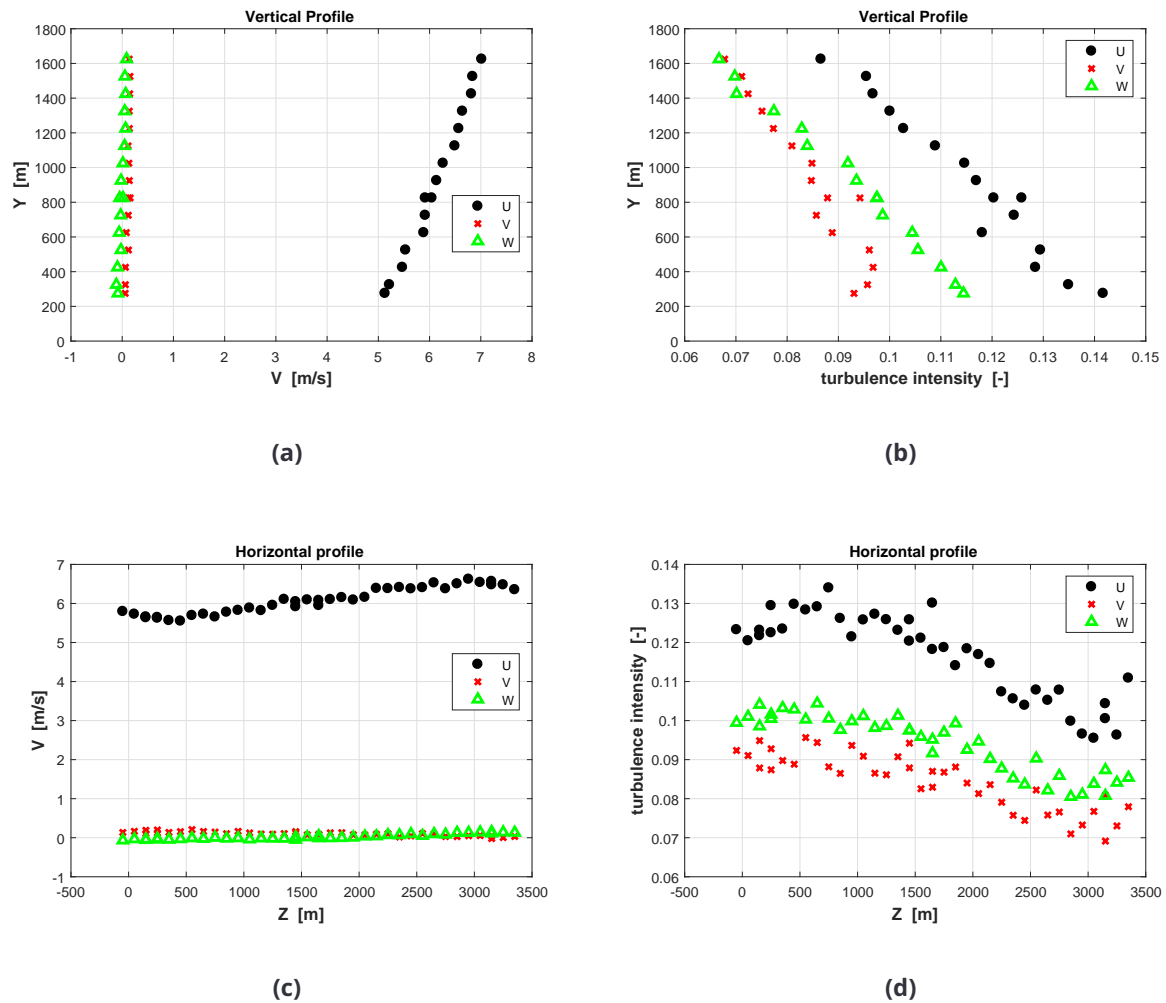 Vertical Profile
1800
1600
1400
1200
1000
800
600
400
200
0
Y [m]
-1 0 1 2 3 4 5 6 7 8
V [m/s]
U
V
W
(a)
Vertical Profile
1800
1600
1400
1200
1000
800
600
400
200
0
Y [m]
0.06 0.07 0.08 0.09 0.1 0.11 0.12 0.13 0.14 0.15
turbulence intensity [-]
U
V
W
(b)
Horizontal profile
7
6
5
4
3
2
1
0
-1
V [m/s]
-500 0 500 1000 1500 2000 2500 3000 3500
Z [m]
U
V
W
(c)
Horizontal profile
0.14
0.13
0.12
0.11
0.1
0.09
0.08
0.07
0.06
turbulence intensity [-]
-500 0 500 1000 1500 2000 2500 3000 3500
Z [m]
U
V
W
(d)